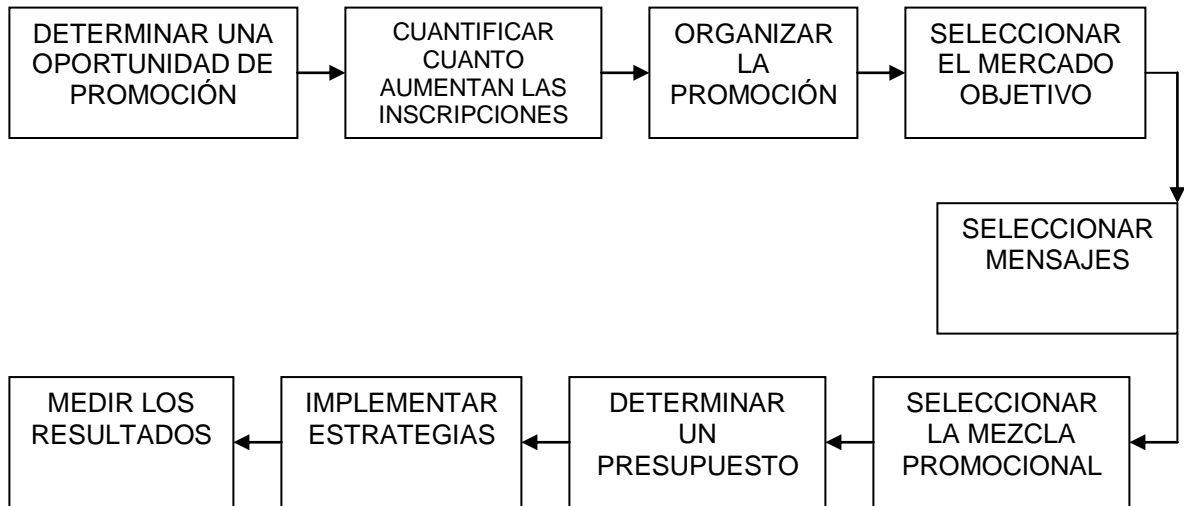 DETERMINAR UNA
OPORTUNIDAD DE
PROMOCIÓN
CUANTIFICAR
CUANTO
AUMENTAN LAS
INSCRIPCIONES
ORGANIZAR
LA
PROMOCIÓN
SELECCIONAR
EL MERCADO
OBJETIVO
SELECCIONAR
MENSAJES
SELECCIONAR
LA MEZCLA
PROMOCIONAL
DETERMINAR
UN
PRESUPUESTO
IMPLEMENTAR
ESTRATEGIAS
MEDIR LOS
RESULTADOS